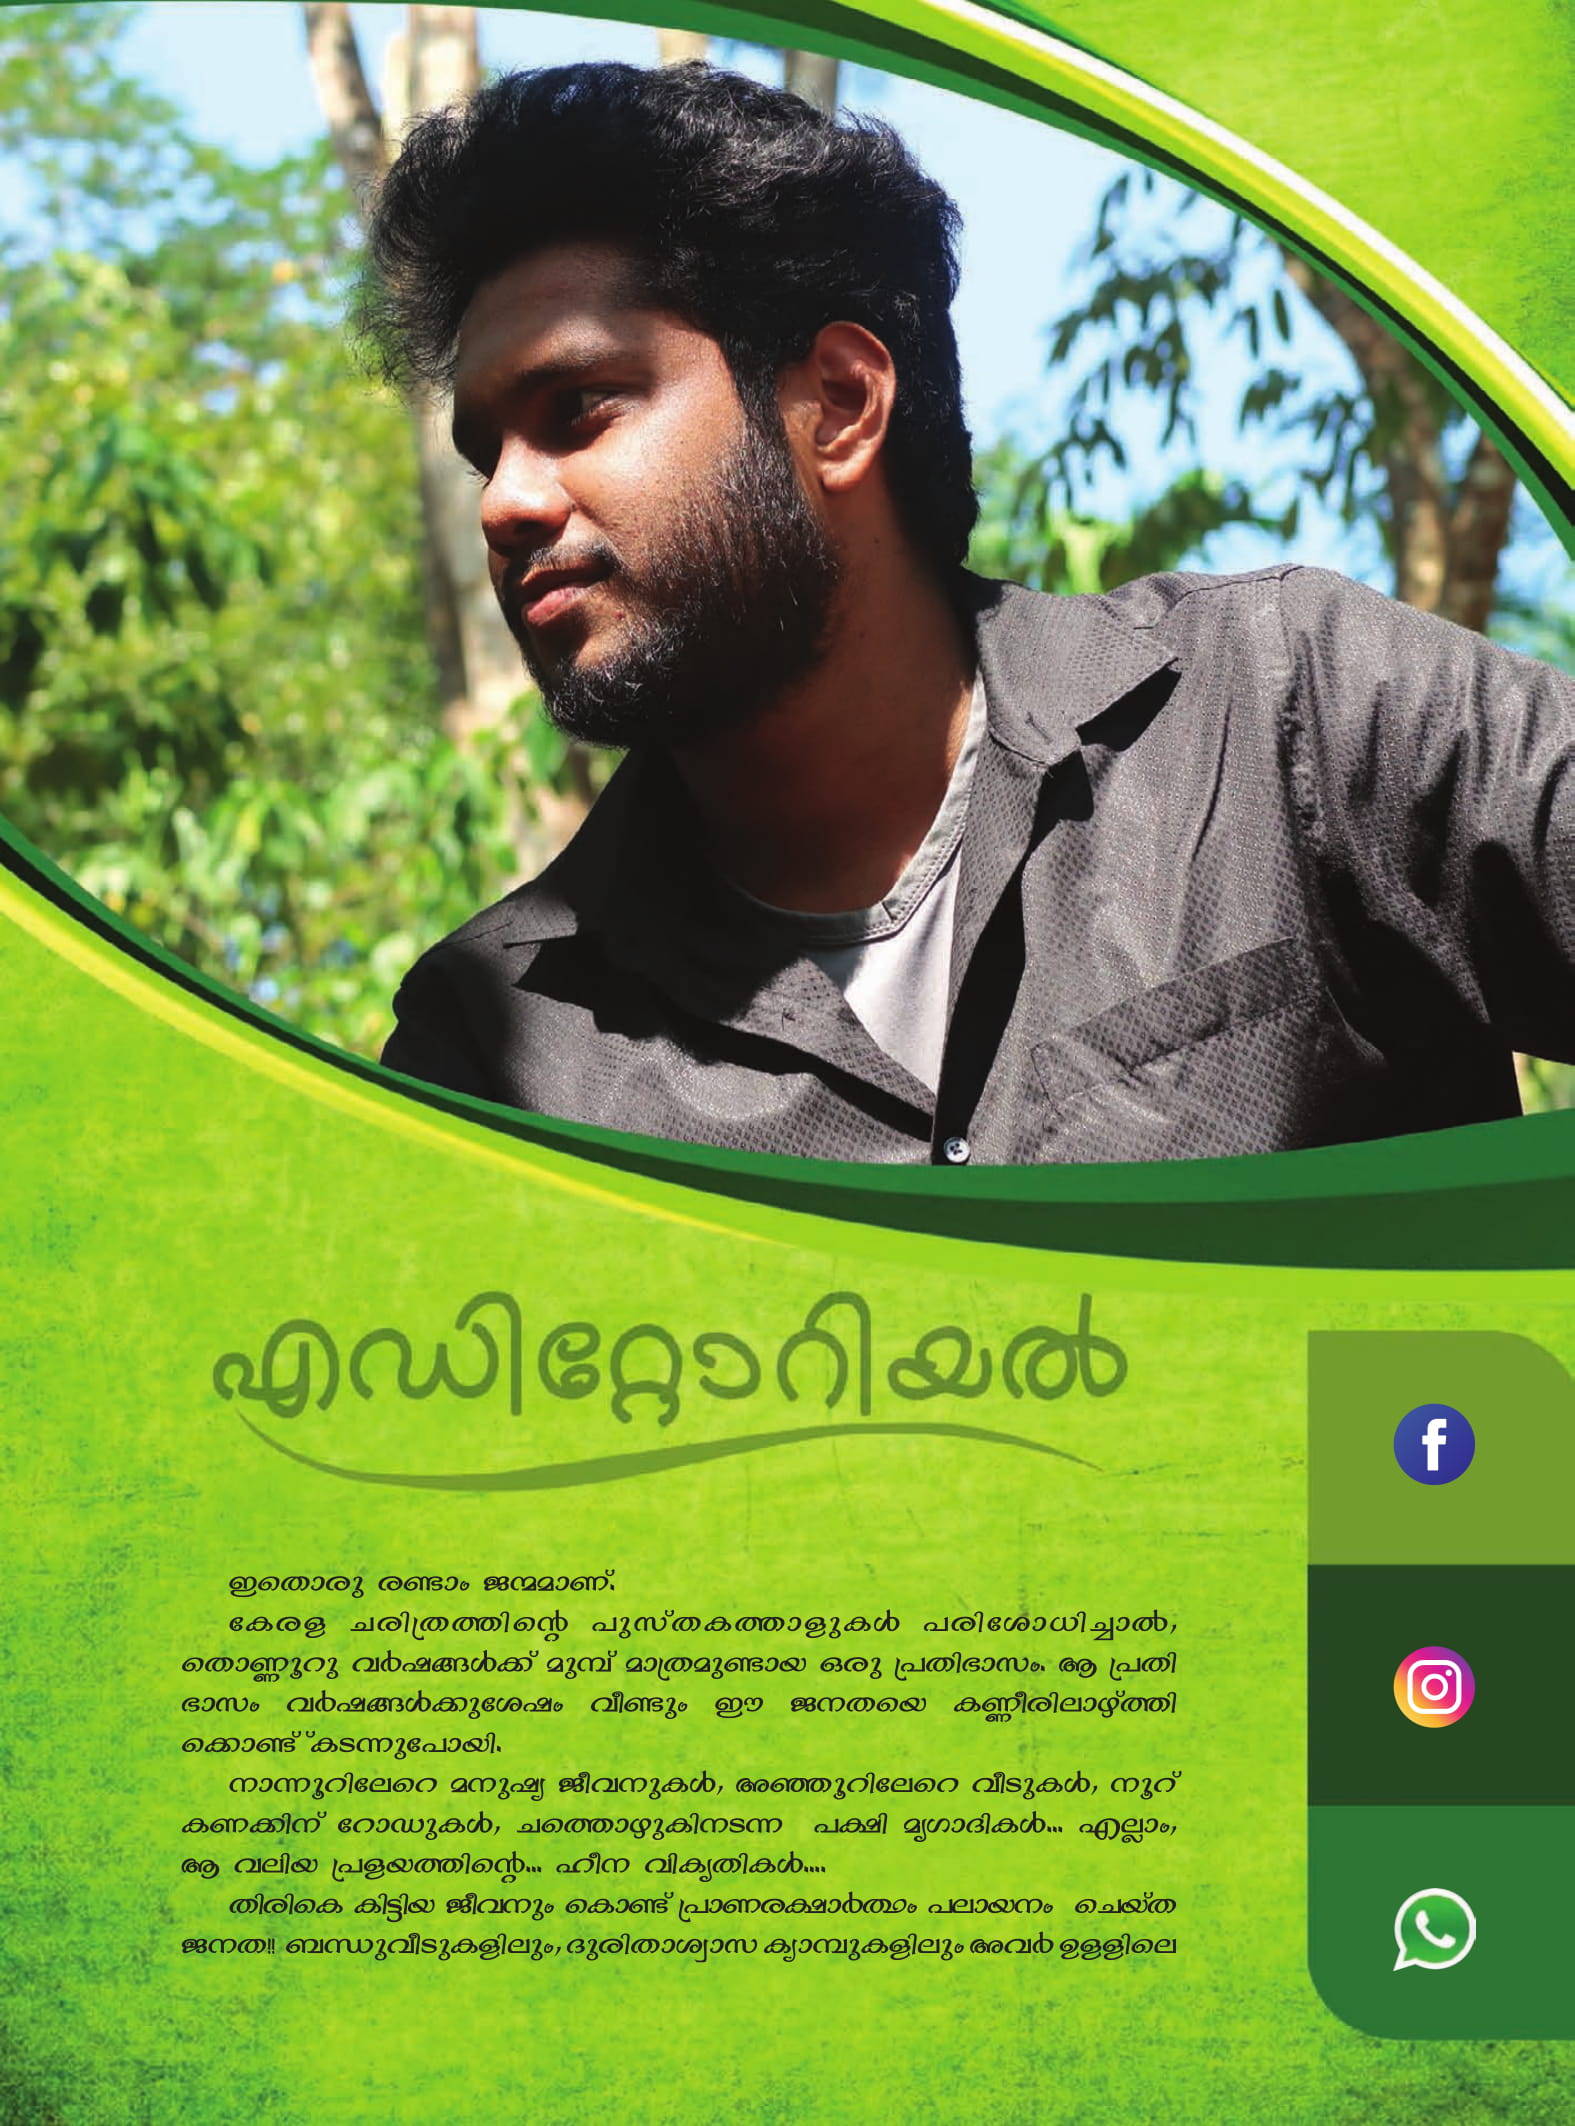 എഡിറ്റോറിയൽ
ഇതൊരു രണ്ടാം ജന്മമാണ്.
കേരള ചരിത്രത്തിന്റെ പുസ്തകത്താളുകൾ പരിശോധിച്ചാൽ,
തൊണ്ണൂറു വർഷങ്ങൾക്ക് മുമ്പ് മാത്രമുണ്ടായ ഒരു പ്രതിഭാസം. ആ പ്രതി
ഭാസം വർഷങ്ങൾക്കുശേഷം വീണ്ടും ഈ ജനതയെ കണ്ണീരിലാഴ്ത്തി
ക്കൊണ്ട് കടന്നുപോയി.
നാന്നൂറിലേറെ മനുഷ്യ ജീവനുകൾ, അഞ്ഞൂറിലേറെ വീടുകൾ, നൂറ്
കണക്കിന് റോഡുകൾ, ചത്തൊഴുകിനടന്ന പക്ഷി മൃഗാദികൾ... എല്ലാം,
ആ വലിയ പ്രളയത്തിന്റെ... ഹീന വികൃതികൾ....
തിരികെ കിട്ടിയ ജീവനും കൊണ്ട് പ്രാണരക്ഷാർത്ഥം പലായനം ചെയ്ത
ജനത!! ബന്ധുവീടുകളിലും, ദുരിതാശ്വാസ ക്യാമ്പുകളിലും അവർ ഉള്ളിലെ